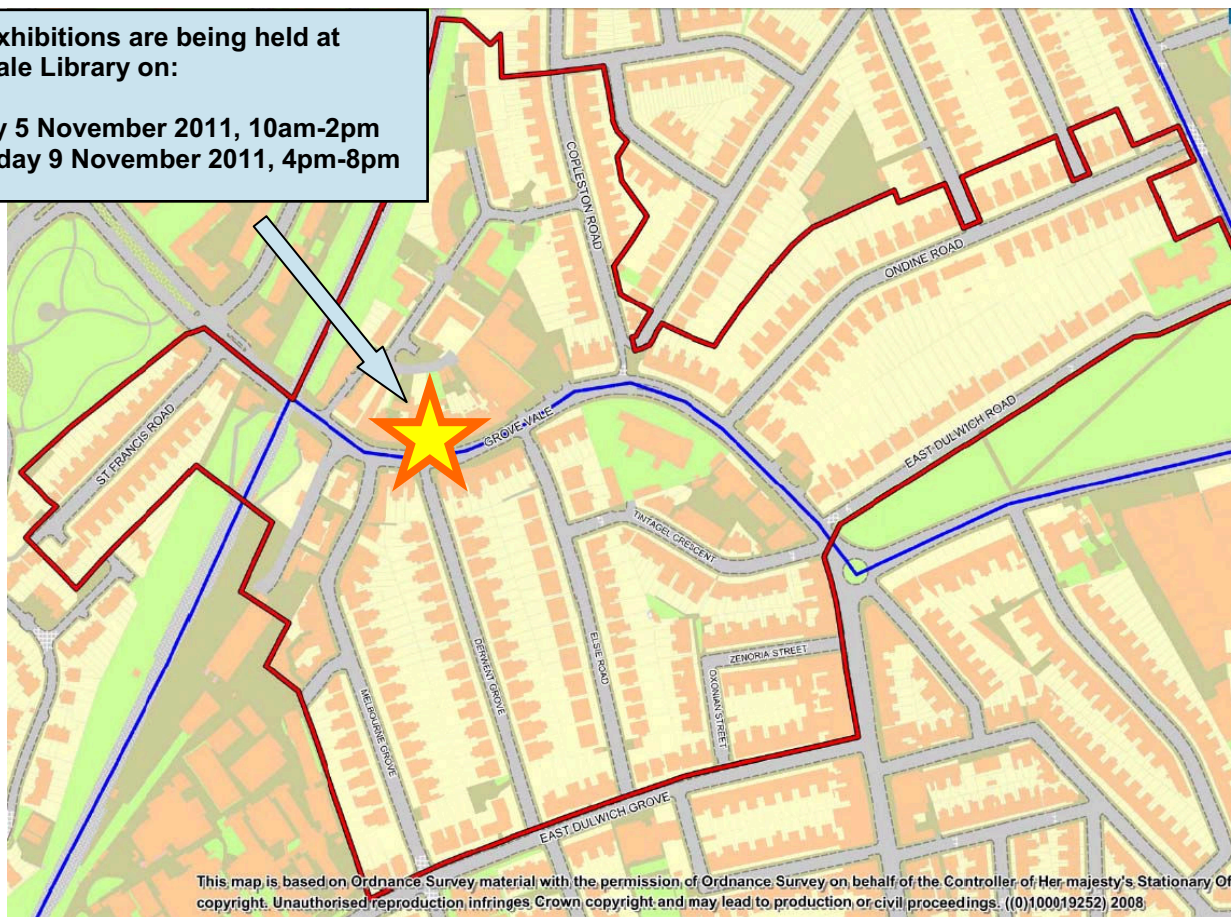 xhibitions are being held at
ale Library on:
y 5 November 2011, 10am-2pm
day 9 November 2011, 4pm-8pm
COPLESTON ROAD
ONDINE ROAD
GROVE VALE
ST FRANCIS ROAD
EAST DULWICH ROAD
TINTAGEL CRESCENT
ZENORIA STREET
OXONIAN STREET
ELSIE ROAD
DERWENT GROVE
MELBOURNE GROVE
EAST DULWICH GROVE
This map is based on Ordnance Survey material with the permission of Ordnance Survey on behalf of the Controller of Her majesty's Stationary Of
copyright. Unauthorised reproduction infringes Crown copyright and may lead to production or civil proceedings. ((0)100019252) 2008